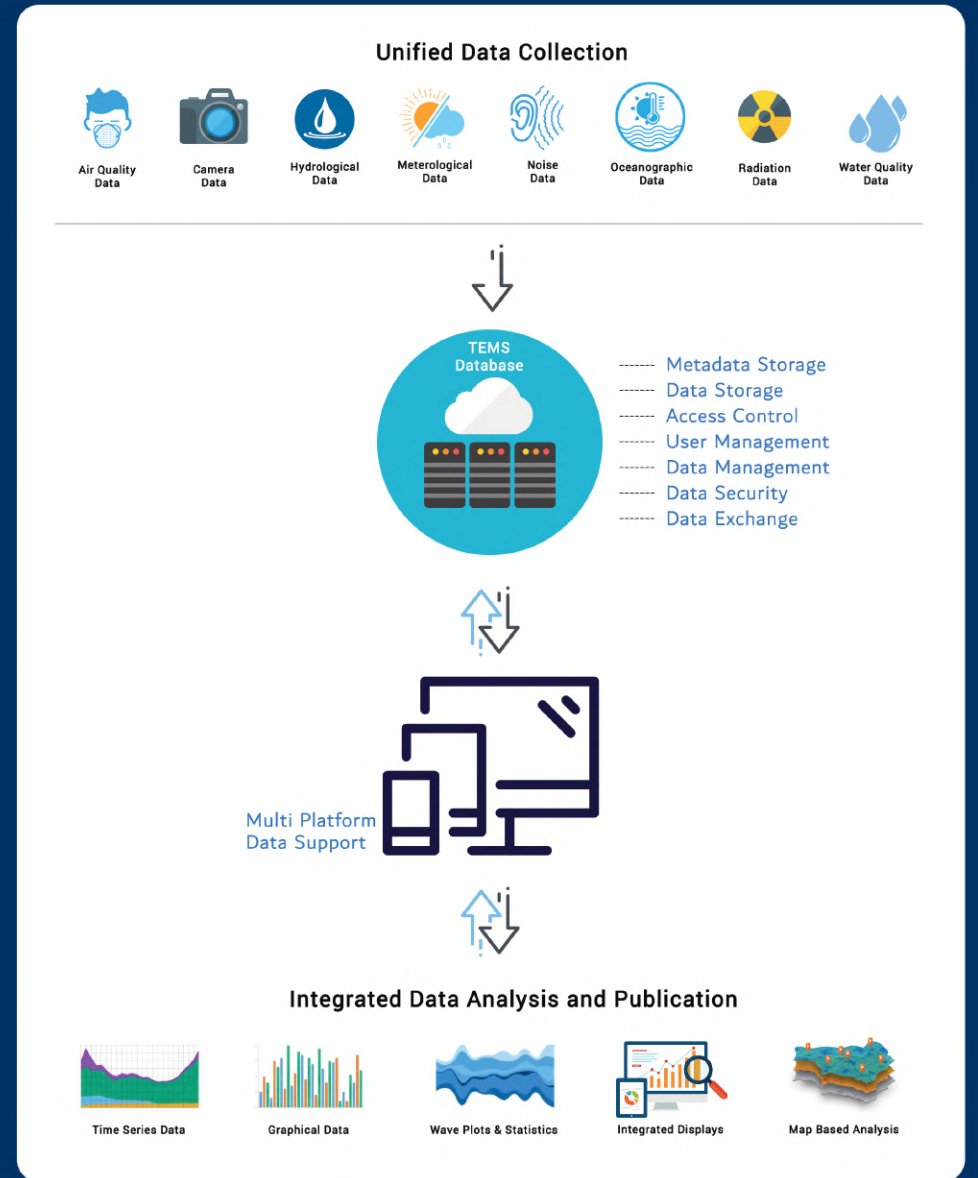 Unified Data Collection
Air Quality
Data
Camera
Data
Hydrological
Data
Meterological
Data
Noise
Data
Oceanographic
Data
Radiation
Data
Water Quality
Data
TEMS
Database
Metadata Storage
Data Storage
Access Control
User Management
Data Management
Data Security
Data Exchange
Multi Platform
Data Support
Integrated Data Analysis and Publication
Time Series Data
Graphical Data
Wave Plots & Statistics
Integrated Displays
Map Based Analysis